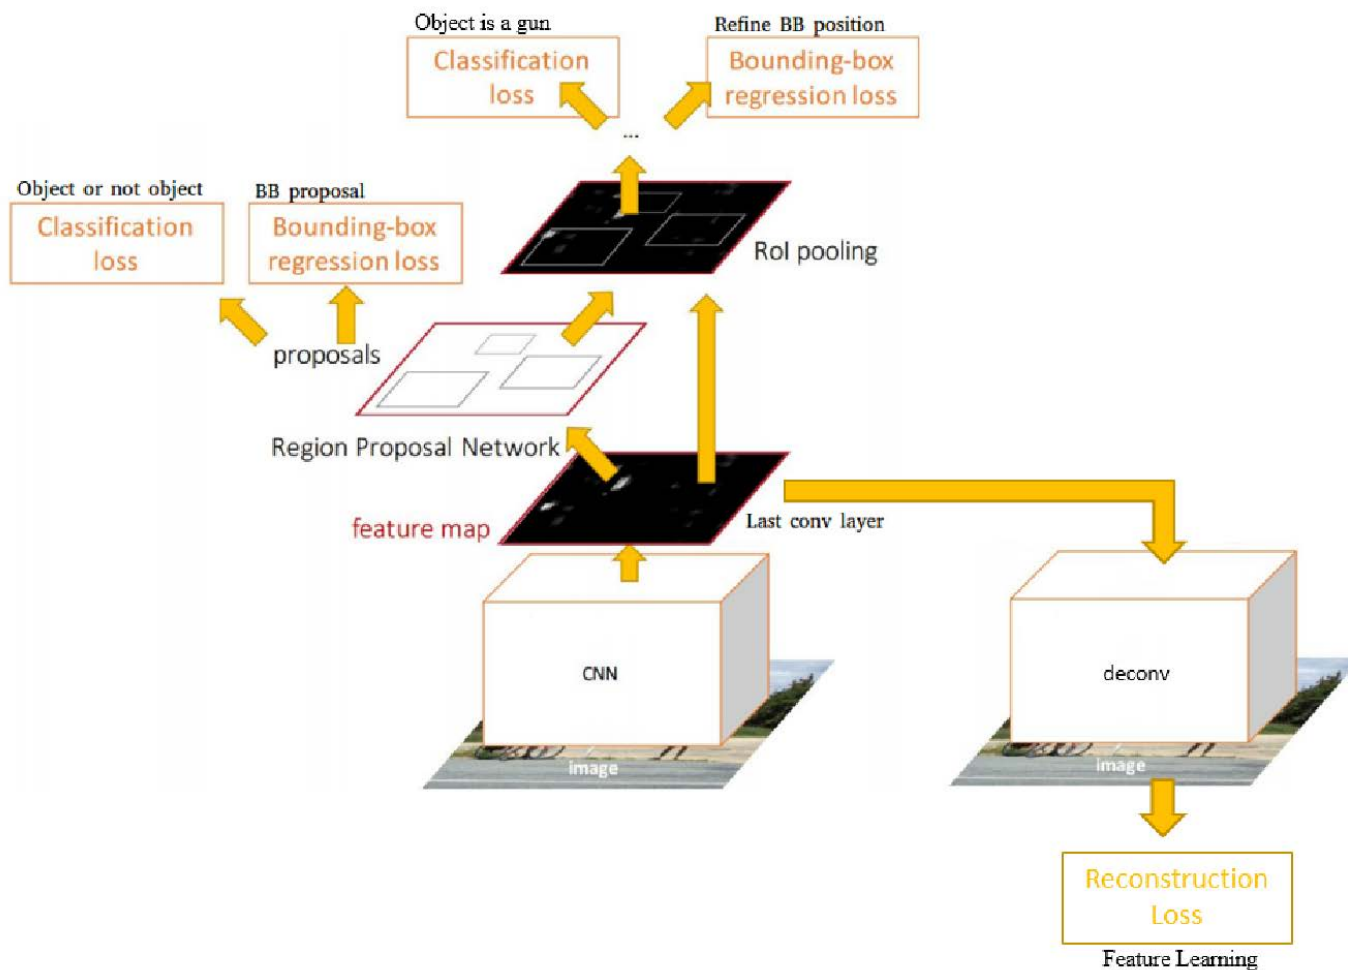 Object is a gun
Refine BB position
Classification
loss
Bounding-box
regression loss
...
Object or not object
BB proposal
Classification
loss
Bounding-box
regression loss
RoI pooling
proposals
Region Proposal Network
feature map
Last conv layer
CNN
deconv
image
image
Reconstruction
Loss
Feature Learning